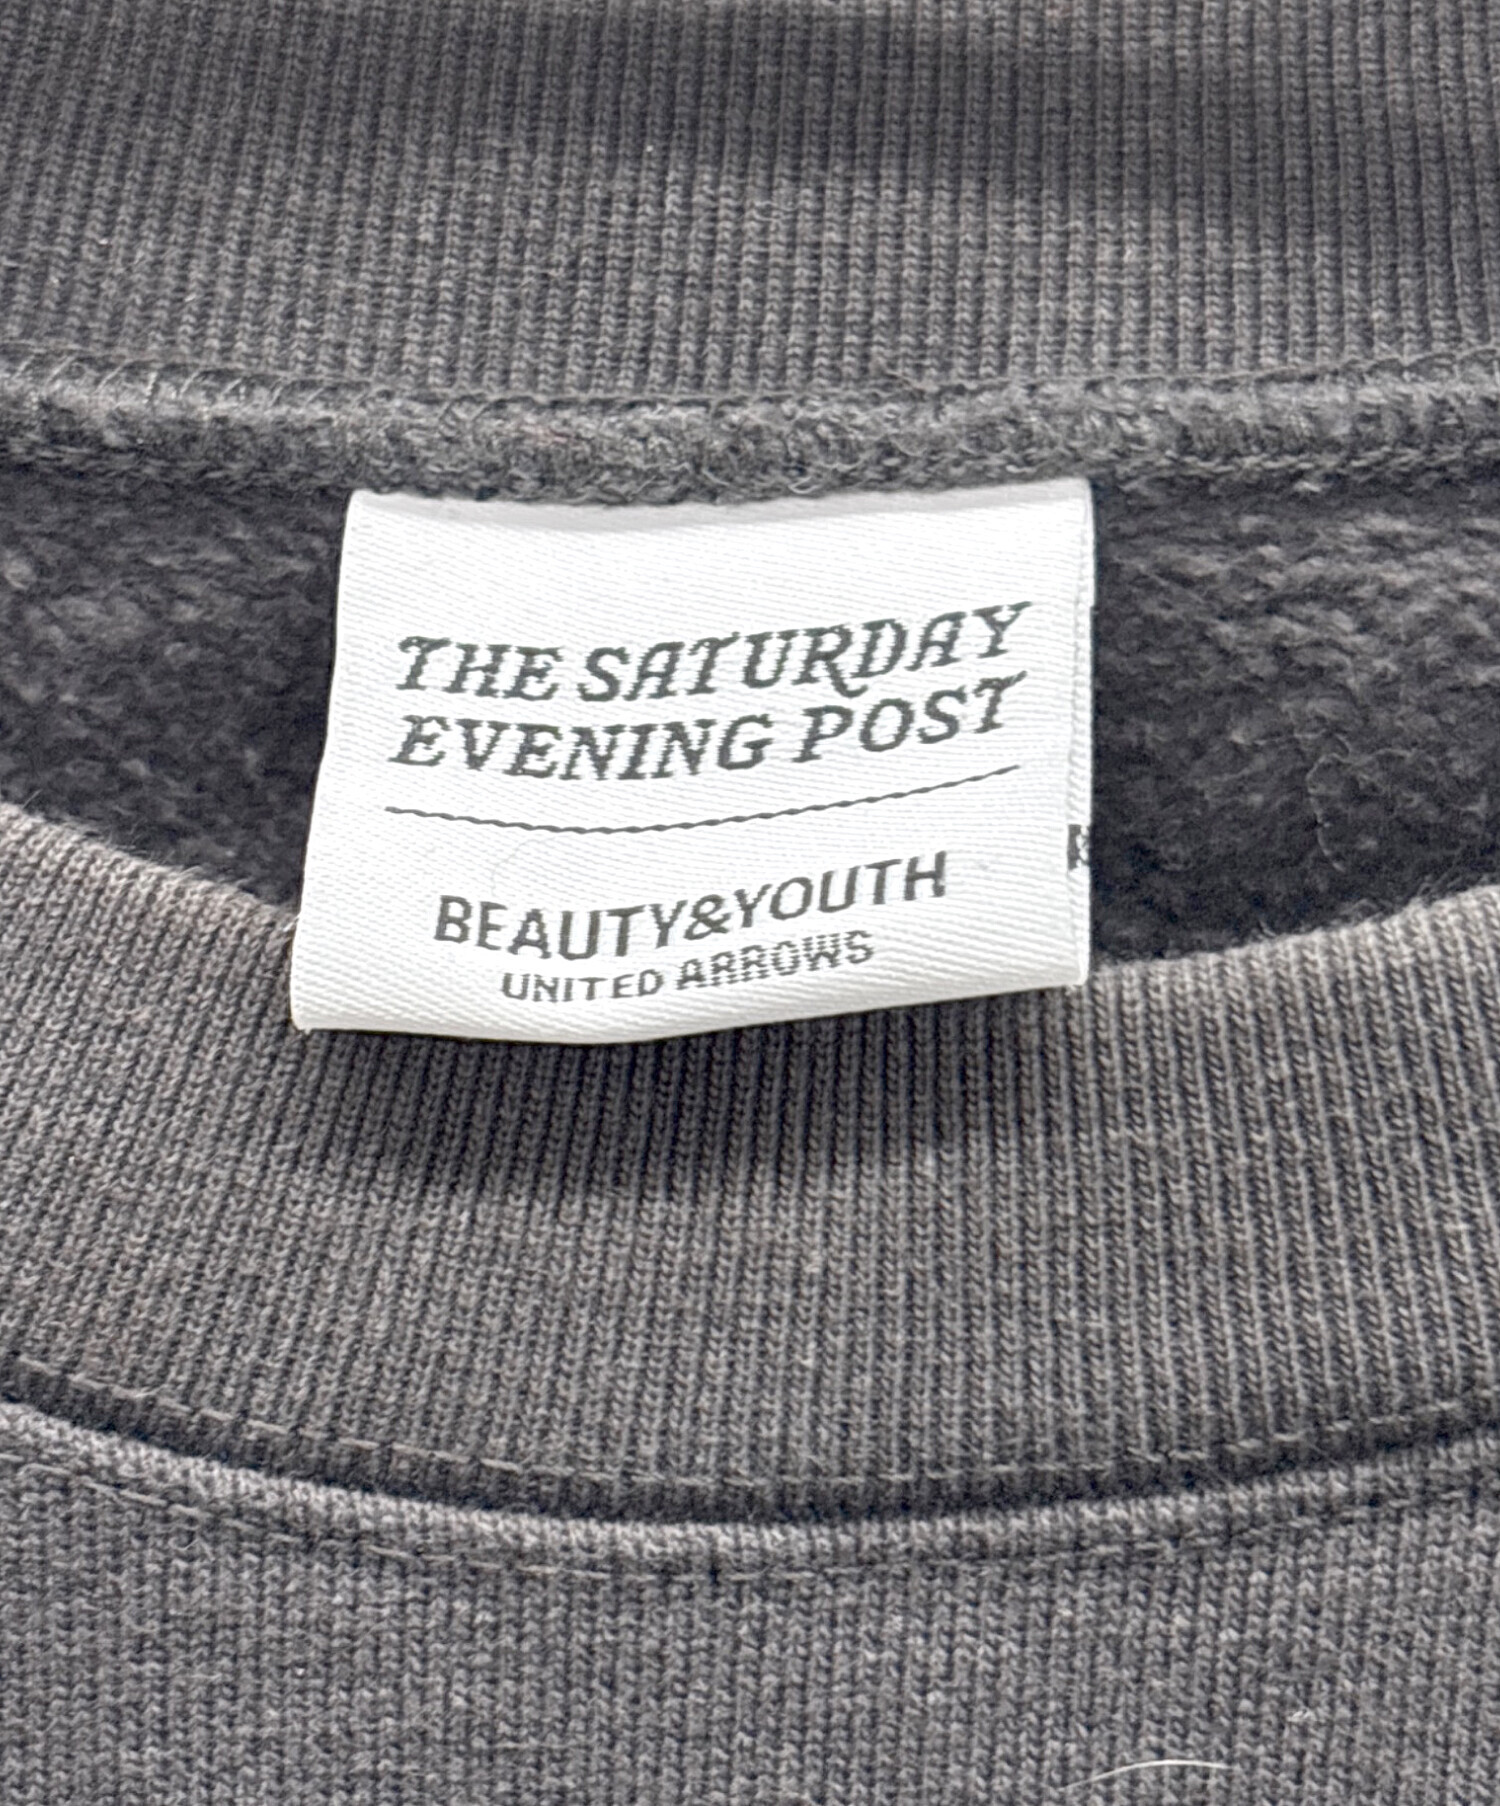 THE SATURDAY
EVENING POST
BEAUTY&YOUTH
UNITED ARROWS